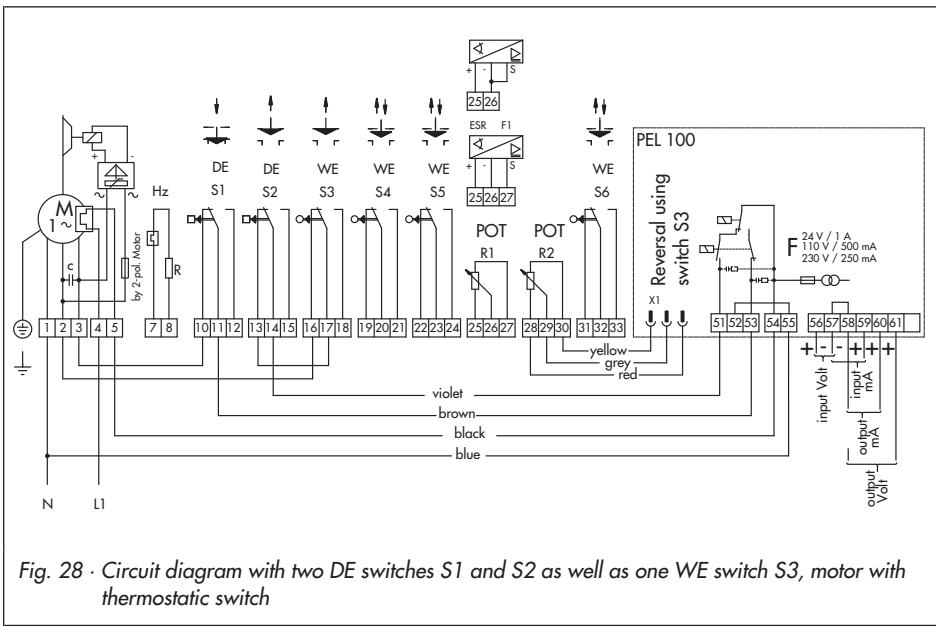 25 26
ESR F1
+ - S
DE DE WE WE WE WE
S1 S2 S3 S4 S5 S6
+ - S
25 26 27
PEL 100
Reversal using
switch S3
X1
F 24 V / 1 A
110 V / 500 mA
230 V / 250 mA
+ -
~ ~
M
1 ~
c
by 2-pol. Motor
Hz
R
POT
R1
POT
R2
1 2 3 4 5 7 8 10 11 12 13 14 15 16 17 18 19 20 21 22 23 24 25 26 27 28 29 30 31 32 33 51 52 53 54 55 56 57 58 59 60 61
+ - - + + +
yellow
grey
red
violet
brown
black
blue
input Volt
input
mA
output
mA
output
Volt
N L1
Fig. 28 · Circuit diagram with two DE switches S1 and S2 as well as one WE switch S3, motor with
thermostatic switch